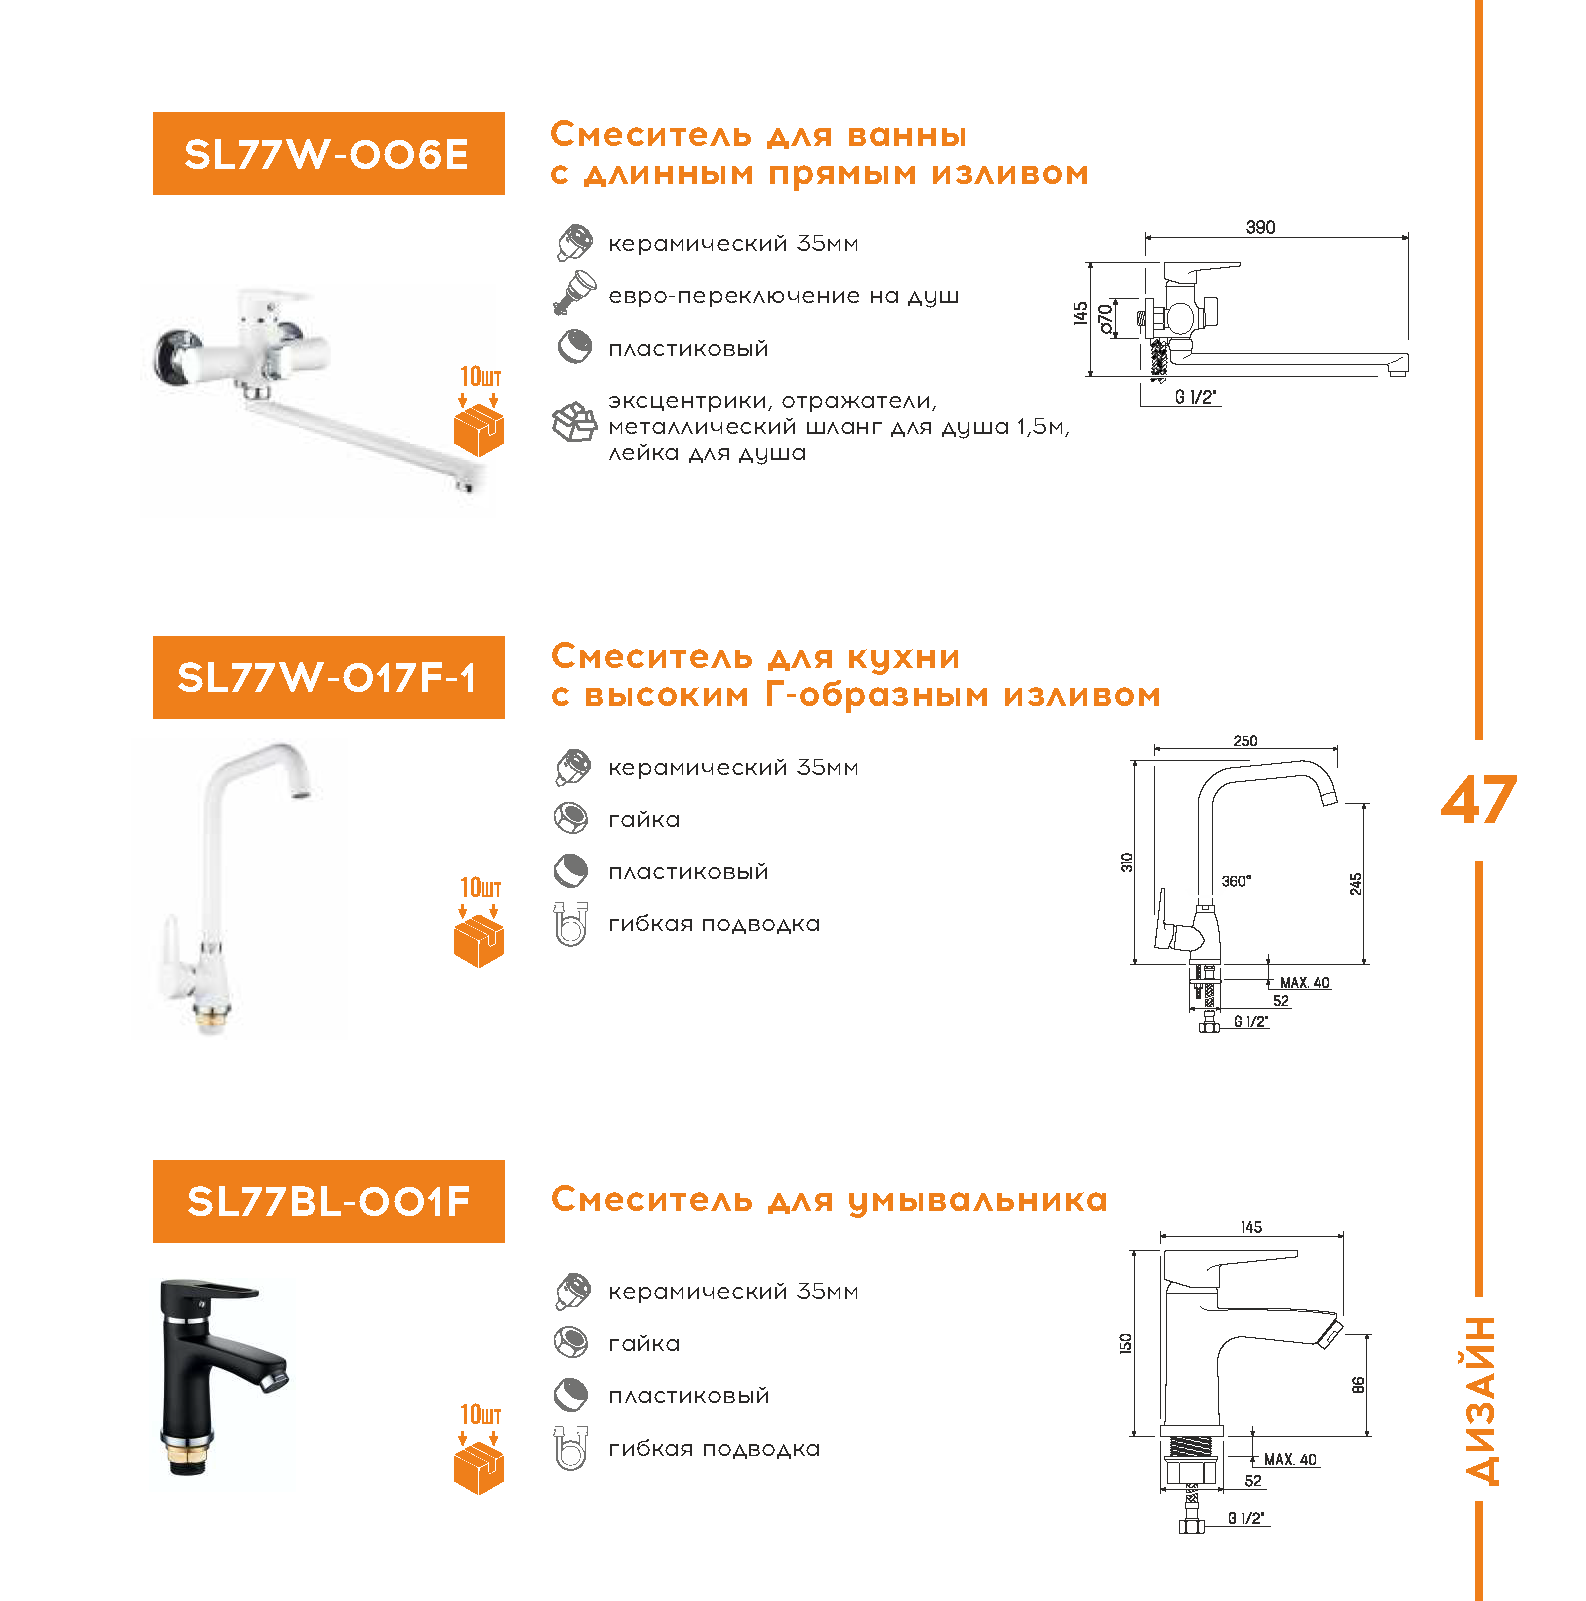 SL77W-006E
Смеситель для ванны
с длинным прямым изливом
керамический 35мм
евро-переключение на душ
пластиковый
эксцентрики, отражатели,
металлический шланг для душа 1,5м,
лейка для душа
10шт
390
145
⌀70
G 1/2"
SL77W-017F-1
Смеситель для кухни
с высоким Г-образным изливом
керамический 35мм
гайка
пластиковый
гибкая подводка
10шт
250
310
360°
245
MAX. 40
52
G 1/2"
47
SL77BL-001F
Смеситель для умывальника
керамический 35мм
гайка
пластиковый
гибкая подводка
10шт
145
150
86
MAX. 40
52
G 1/2"
ДИЗАЙН